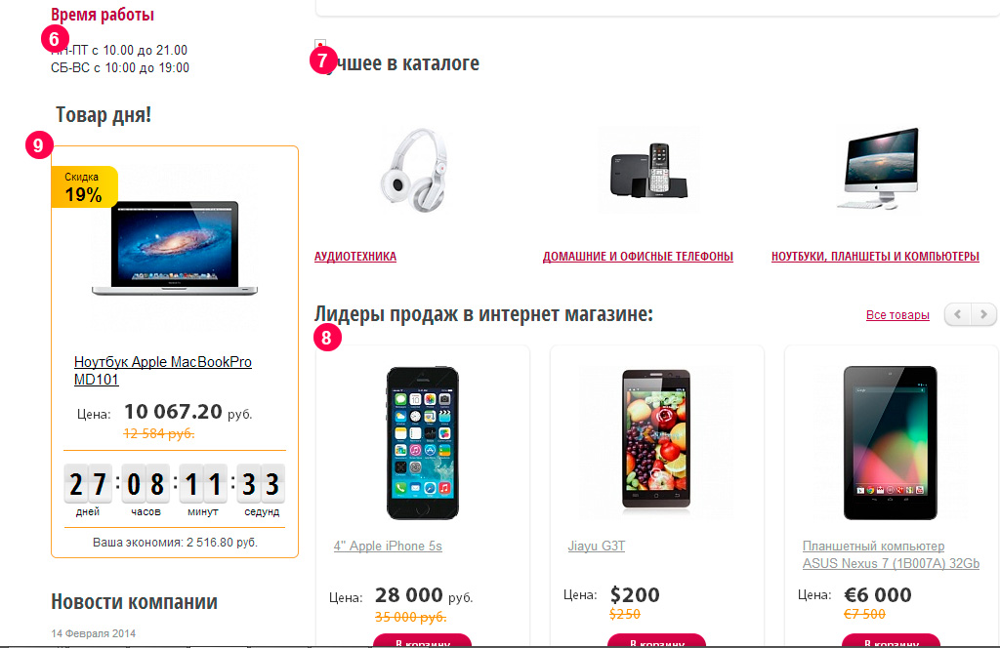 Время работы
6
ПН-ПТ с 10.00 до 21.00
СБ-ВС с 10:00 до 19:00
Товар дня!
9
Скидка
19%
Ноутбук Apple MacBookPro
MD101
Цена: 10 067.20 руб.
12 584 руб.
27 : 08 : 11 : 33
дней часов минут секунд
Ваша экономия: 2 516.80 руб.
Новости компании
14 Февраля 2014
7
учшее в каталоге
АУДИОТЕХНИКА
ДОМАШНИЕ И ОФИСНЫЕ ТЕЛЕФОНЫ
НОУТБУКИ, ПЛАНШЕТЫ И КОМПЬЮТЕРЫ
Лидеры продаж в интернет магазине:
Все товары
8
4" Apple iPhone 5s
Цена: 28 000 руб.
35 000 руб.
В корзину
Jiayu G3T
Цена: $200
$250
В корзину
Планшетный компьютер
ASUS Nexus 7 (1B007A) 32Gb
Цена: €6 000
€7 500
В корзину